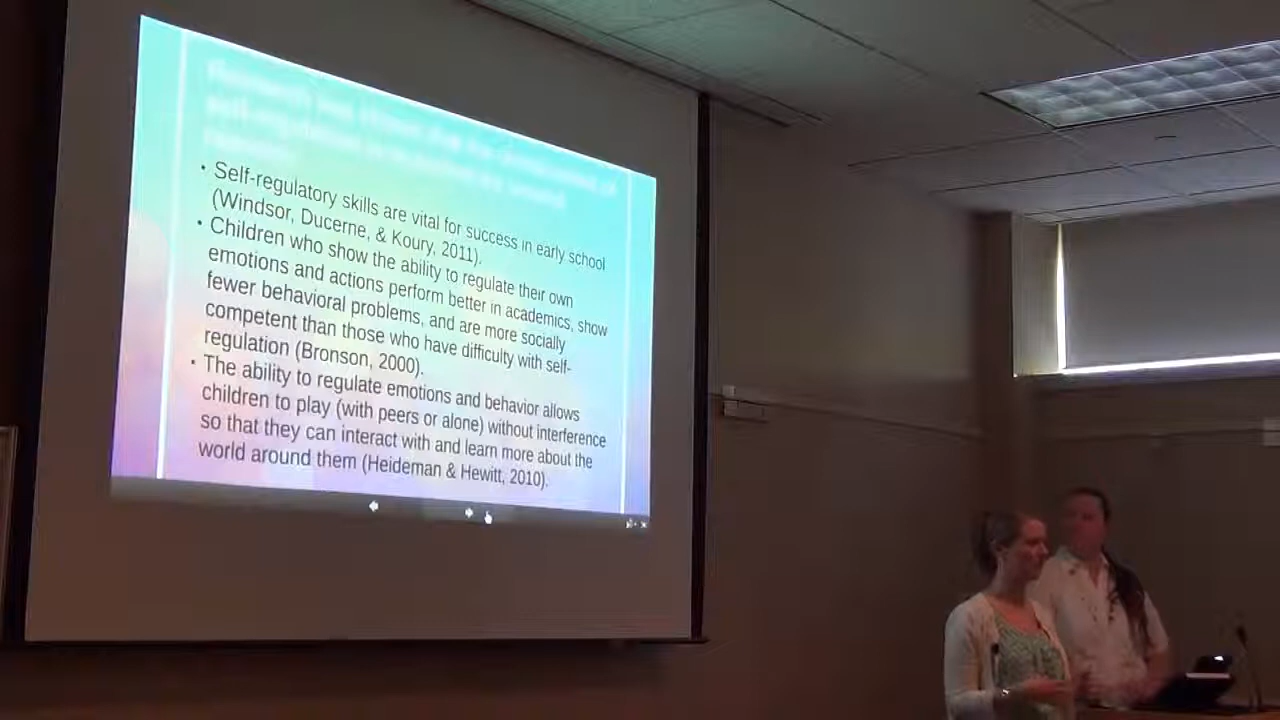 • Self-regulatory skills are vital for success in early school
(Windsor, Ducerne, & Koury, 2011).
• Children who show the ability to regulate their own
emotions and actions perform better in academics, show
fewer behavioral problems, and are more socially
competent than those who have difficulty with self-
regulation (Bronson, 2000).
• The ability to regulate emotions and behavior allows
children to play (with peers or alone) without interference
so that they can interact with and learn more about the
world around them (Heideman & Hewitt, 2010).